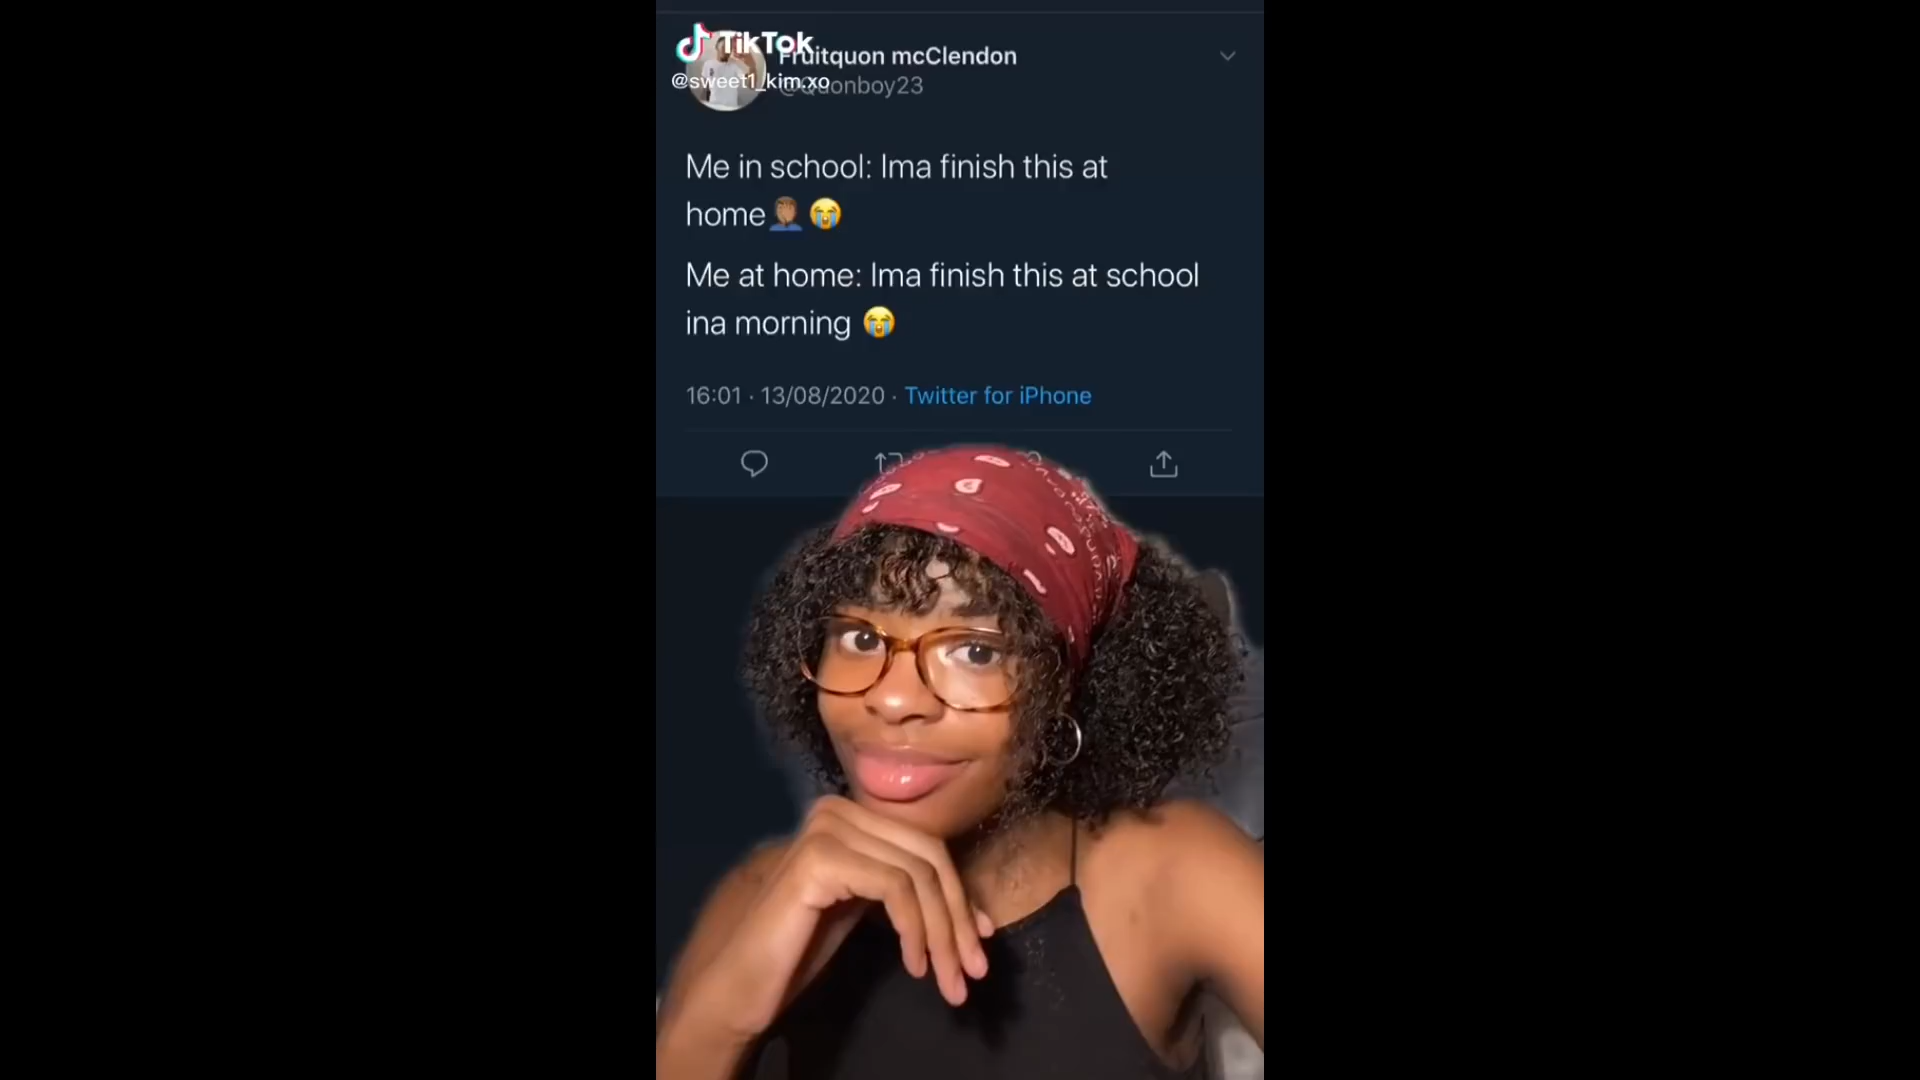 TikTok
@sweet1_kim.xo
Fruitquon mcClendon
@Quonboy23
Me in school: Ima finish this at
home🤦🏾‍♂️😭
Me at home: Ima finish this at school
ina morning 😭
16:01 · 13/08/2020 · Twitter for iPhone